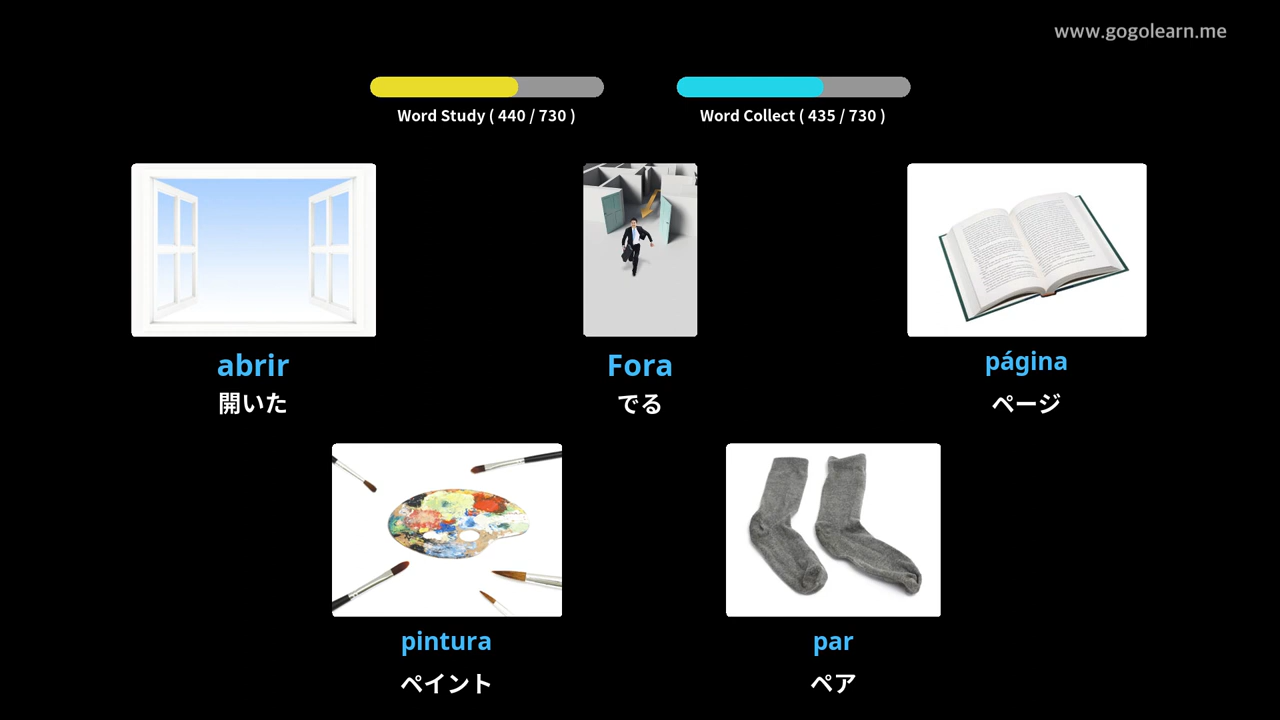 www.gogolearn.me
Word Study ( 440 / 730 )
Word Collect ( 435 / 730 )
abrir
開いた
Fora
でる
página
ページ
pintura
ペイント
par
ペア